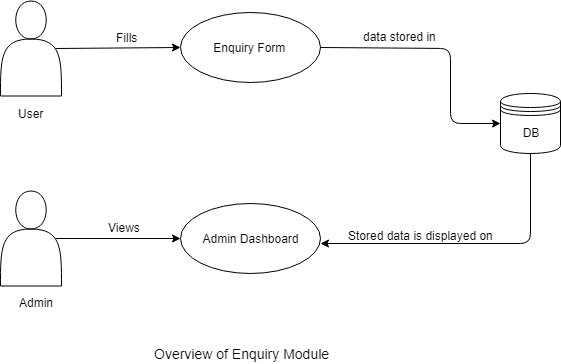 Fills
Enquiry Form
data stored in
User
DB
Views
Admin Dashboard
Stored data is displayed on
Admin
Overview of Enquiry Module